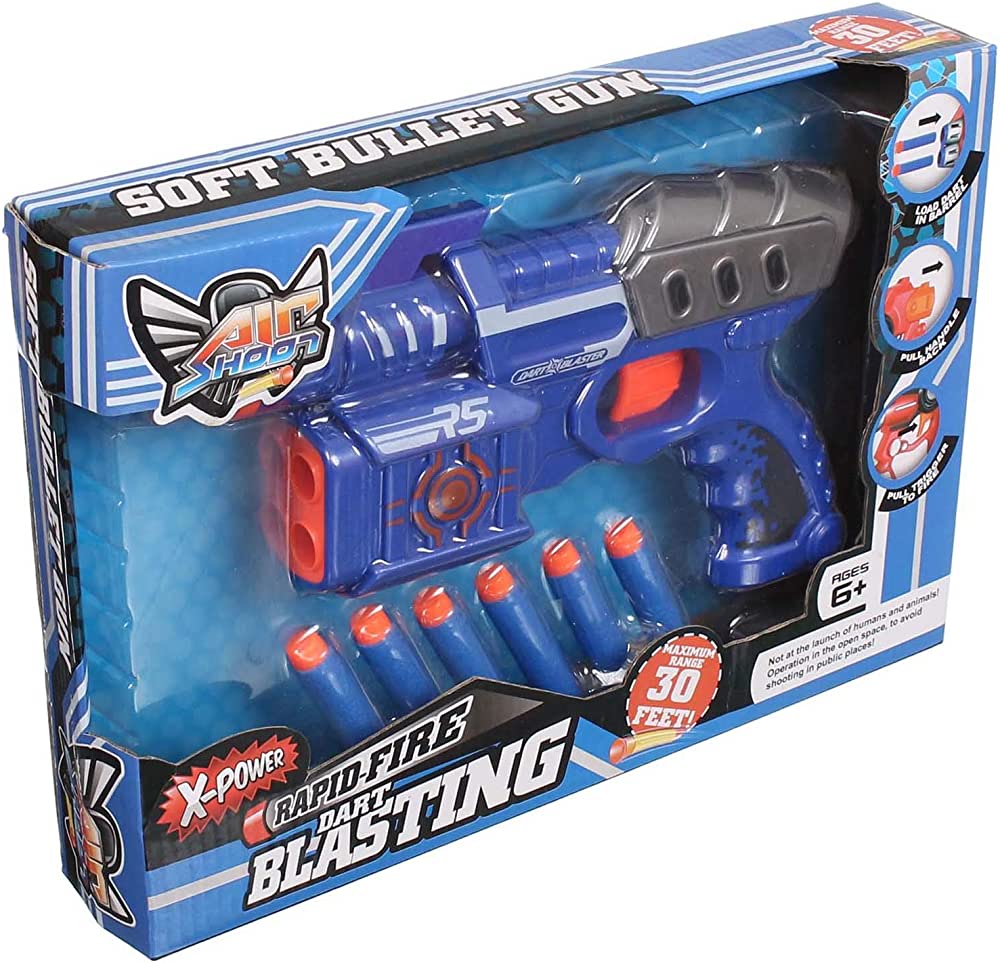 SOFT BULLET GUN
MAXIMUM
RANGE
30
FEET!
AIR
SHOOT
LOAD DART
IN BARREL
PULL HANDLE
BACK
PULL TRIGGER
TO FIRE
DART BLASTER
R5
AGES
6+
Not at the launch of humans and animals!
Operation in the open space, to avoid
shooting in public places!
MAXIMUM
RANGE
30
FEET!
X-POWER
RAPID-FIRE
DART
BLASTING
SOFT BULLET GUN
AIR